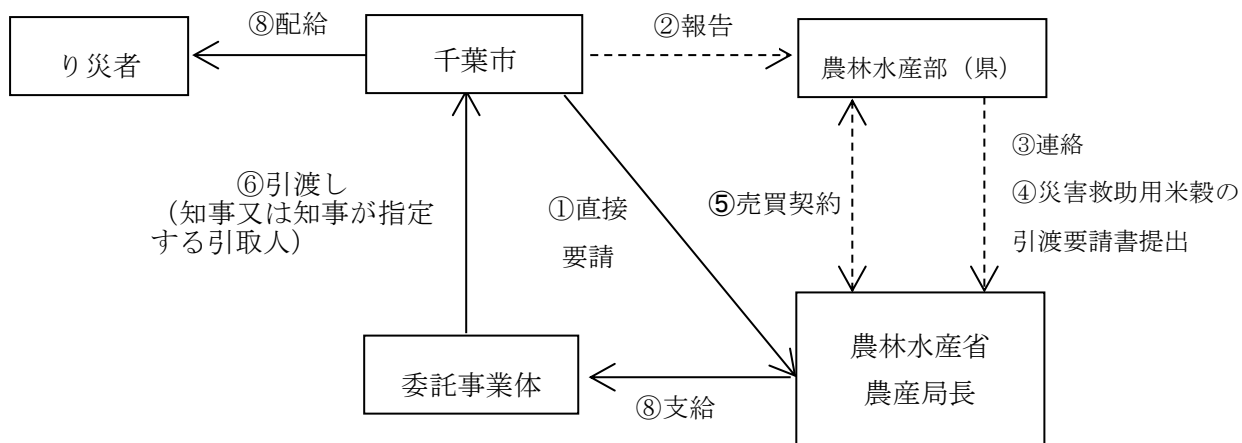 ⑧配給
②報告
り災者
千葉市
農林水産部（県）
③連絡
④災害救助用米穀の
引渡要請書提出
⑥引渡し
（知事又は知事が指定
する引取人）
①直接
要請
⑤売買契約
委託事業体
⑧支給
農林水産省
農産局長